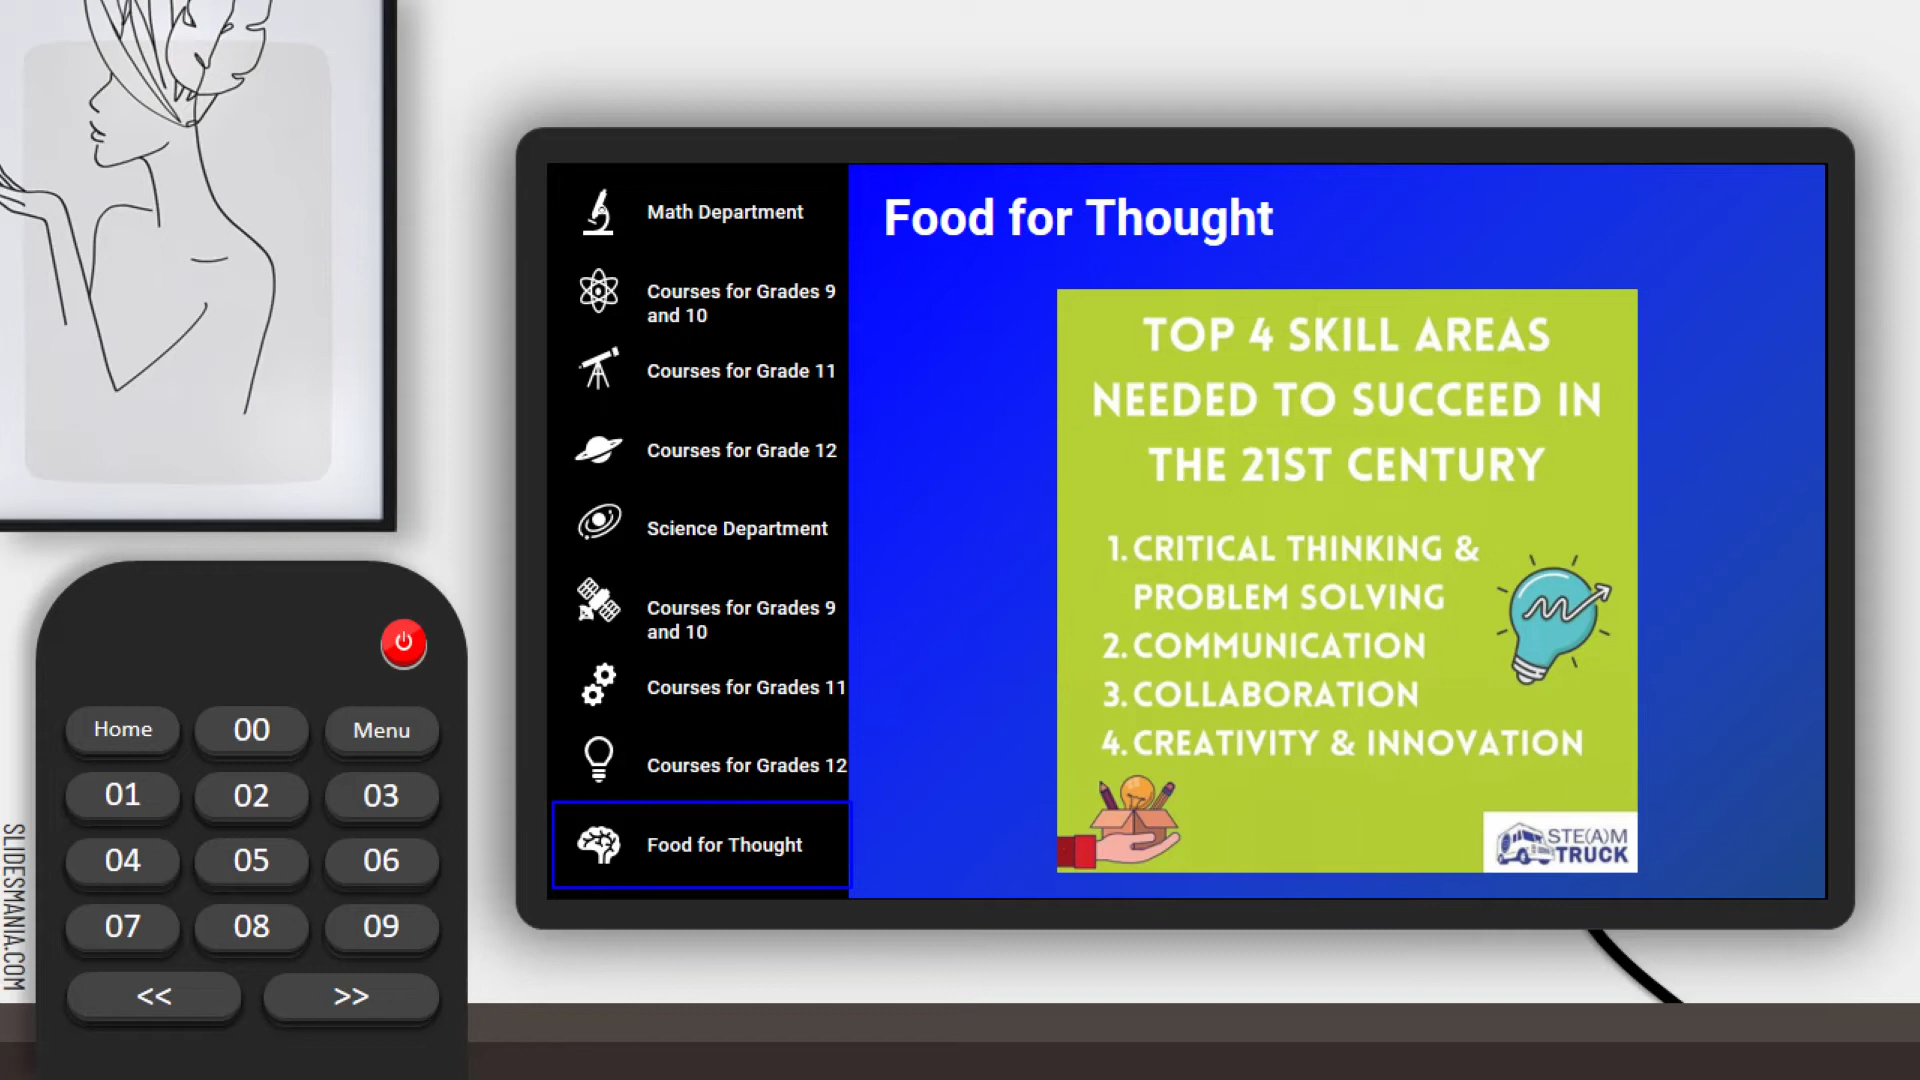 Math Department
Courses for Grades 9
and 10
Courses for Grade 11
Courses for Grade 12
Science Department
Courses for Grades 9
and 10
Courses for Grades 11
Courses for Grades 12
Food for Thought
Food for Thought
TOP 4 SKILL AREAS
NEEDED TO SUCCEED IN
THE 21ST CENTURY
1. CRITICAL THINKING &
PROBLEM SOLVING
2. COMMUNICATION
3. COLLABORATION
4. CREATIVITY & INNOVATION
STE(A)M
TRUCK
Home 00 Menu
01 02 03
04 05 06
07 08 09
<< >>
SLIDESMANIA.COM